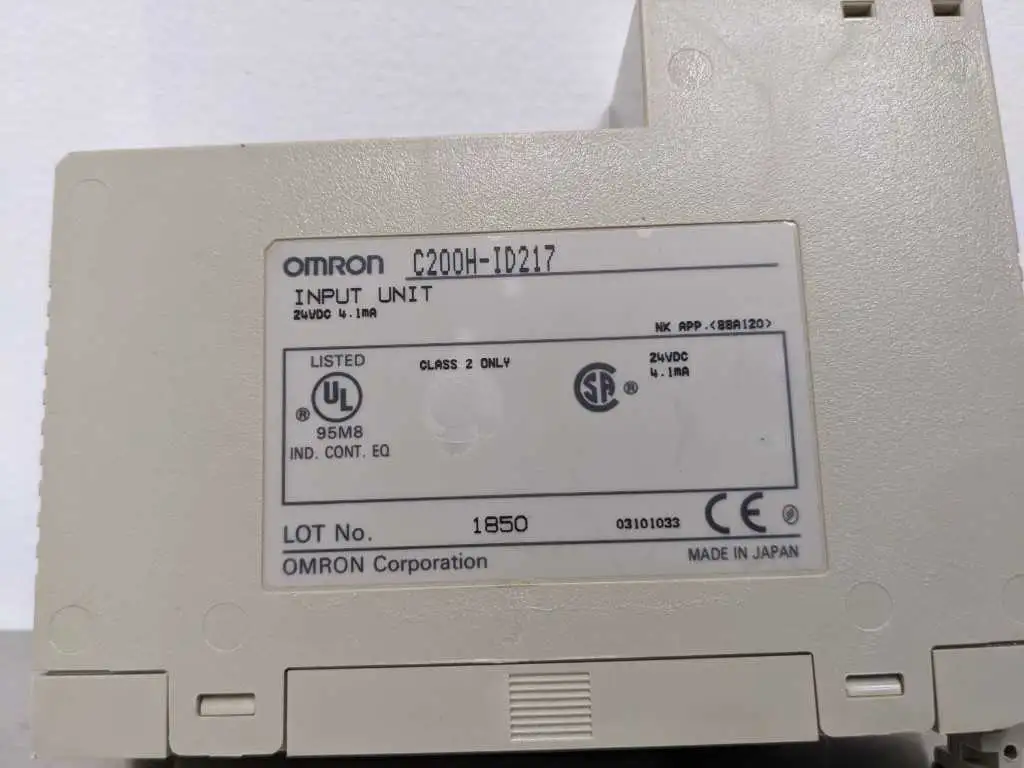 OMRON C200H-ID217
INPUT UNIT
24VDC 4.1mA
NK APP.<88A120>
LISTED
UL ®
95M8
IND. CONT. EQ
CLASS 2 ONLY
SA ®
24VDC
4.1mA
LOT No. 1850 03101033 CE
OMRON Corporation MADE IN JAPAN